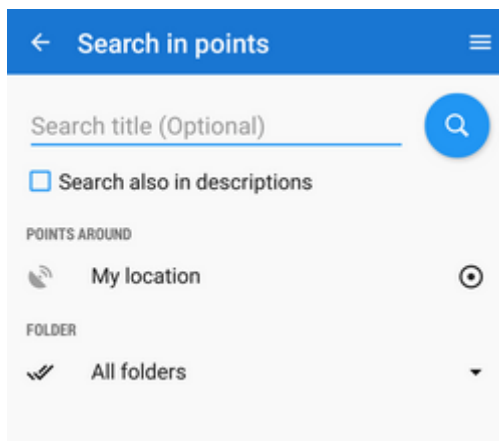 Search in points
Search title (Optional)
Search also in descriptions
POINTS AROUND
My location
FOLDER
All folders